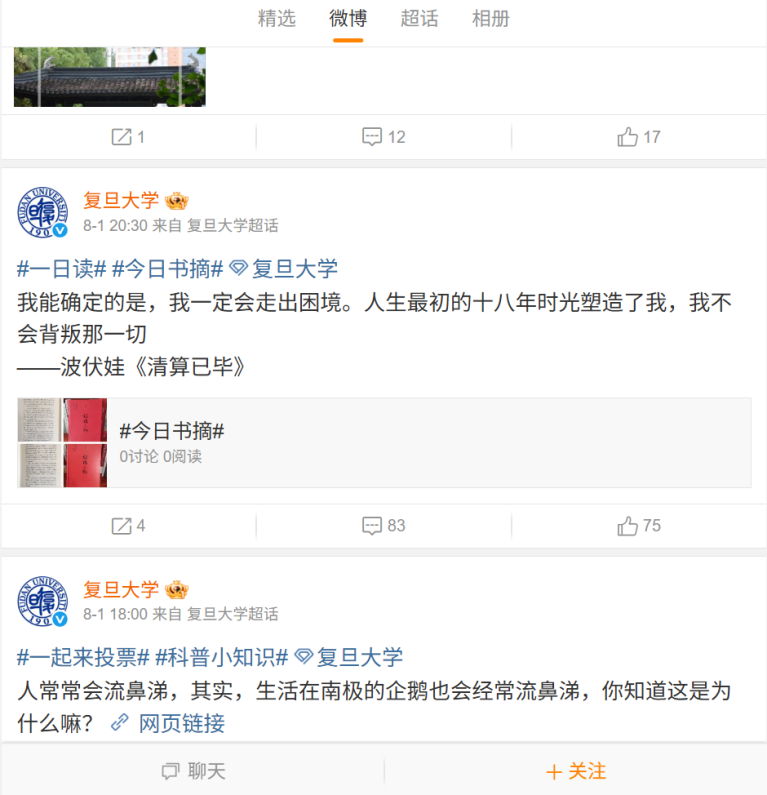 精选 微博 超话 相册
1 12 17
复旦大学
8-1 20:30 来自 复旦大学超话
#一日读# #今日书摘# 复旦大学
我能确定的是，我一定会走出困境。人生最初的十八年时光塑造了我，我不
会背叛那一切
——波伏娃《清算已毕》
#今日书摘#
0讨论 0阅读
4 83 75
复旦大学
8-1 18:00 来自 复旦大学超话
#一起来投票# #科普小知识# 复旦大学
人常常会流鼻涕，其实，生活在南极的企鹅也会经常流鼻涕，你知道这是为
什么嘛？ 网页链接
聊天 关注